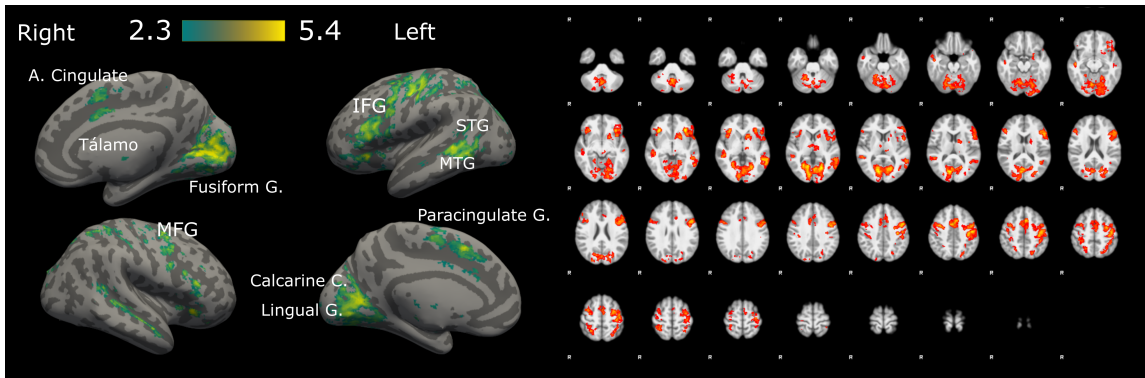 Right 2.3 5.4 Left
A. Cingulate
IFG
STG
Tálamo
MTG
Fusiform G.
MFG
Paracingulate G.
Calcarine C.
Lingual G.
R R R R R R R R
R R R R R R R R
R R R R R R R R
R R R R R R R R
R R R R R R R R